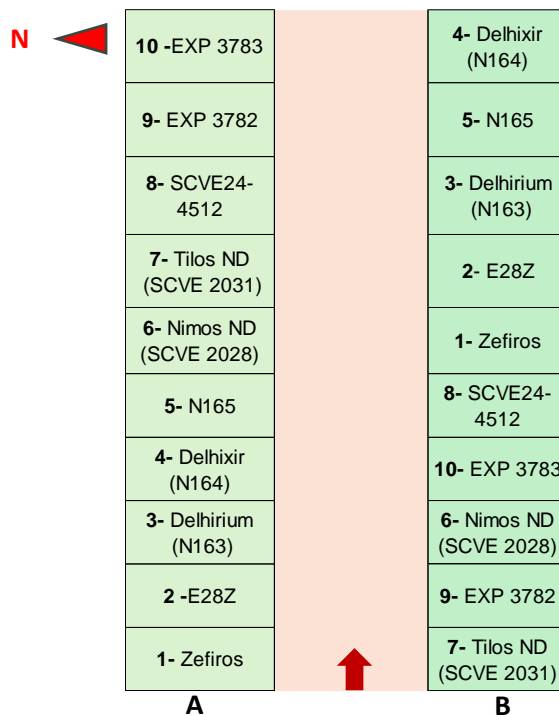 N
10 -EXP 3783
9- EXP 3782
8- SCVE24-
4512
7- Tilos ND
(SCVE 2031)
6- Nimos ND
(SCVE 2028)
5- N165
4- Delhixir
(N164)
3- Delhirium
(N163)
2 -E28Z
1- Zefiros
A
4- Delhixir
(N164)
5- N165
3- Delhirium
(N163)
2- E28Z
1- Zefiros
8- SCVE24-
4512
10- EXP 3783
6- Nimos ND
(SCVE 2028)
9- EXP 3782
7- Tilos ND
(SCVE 2031)
B